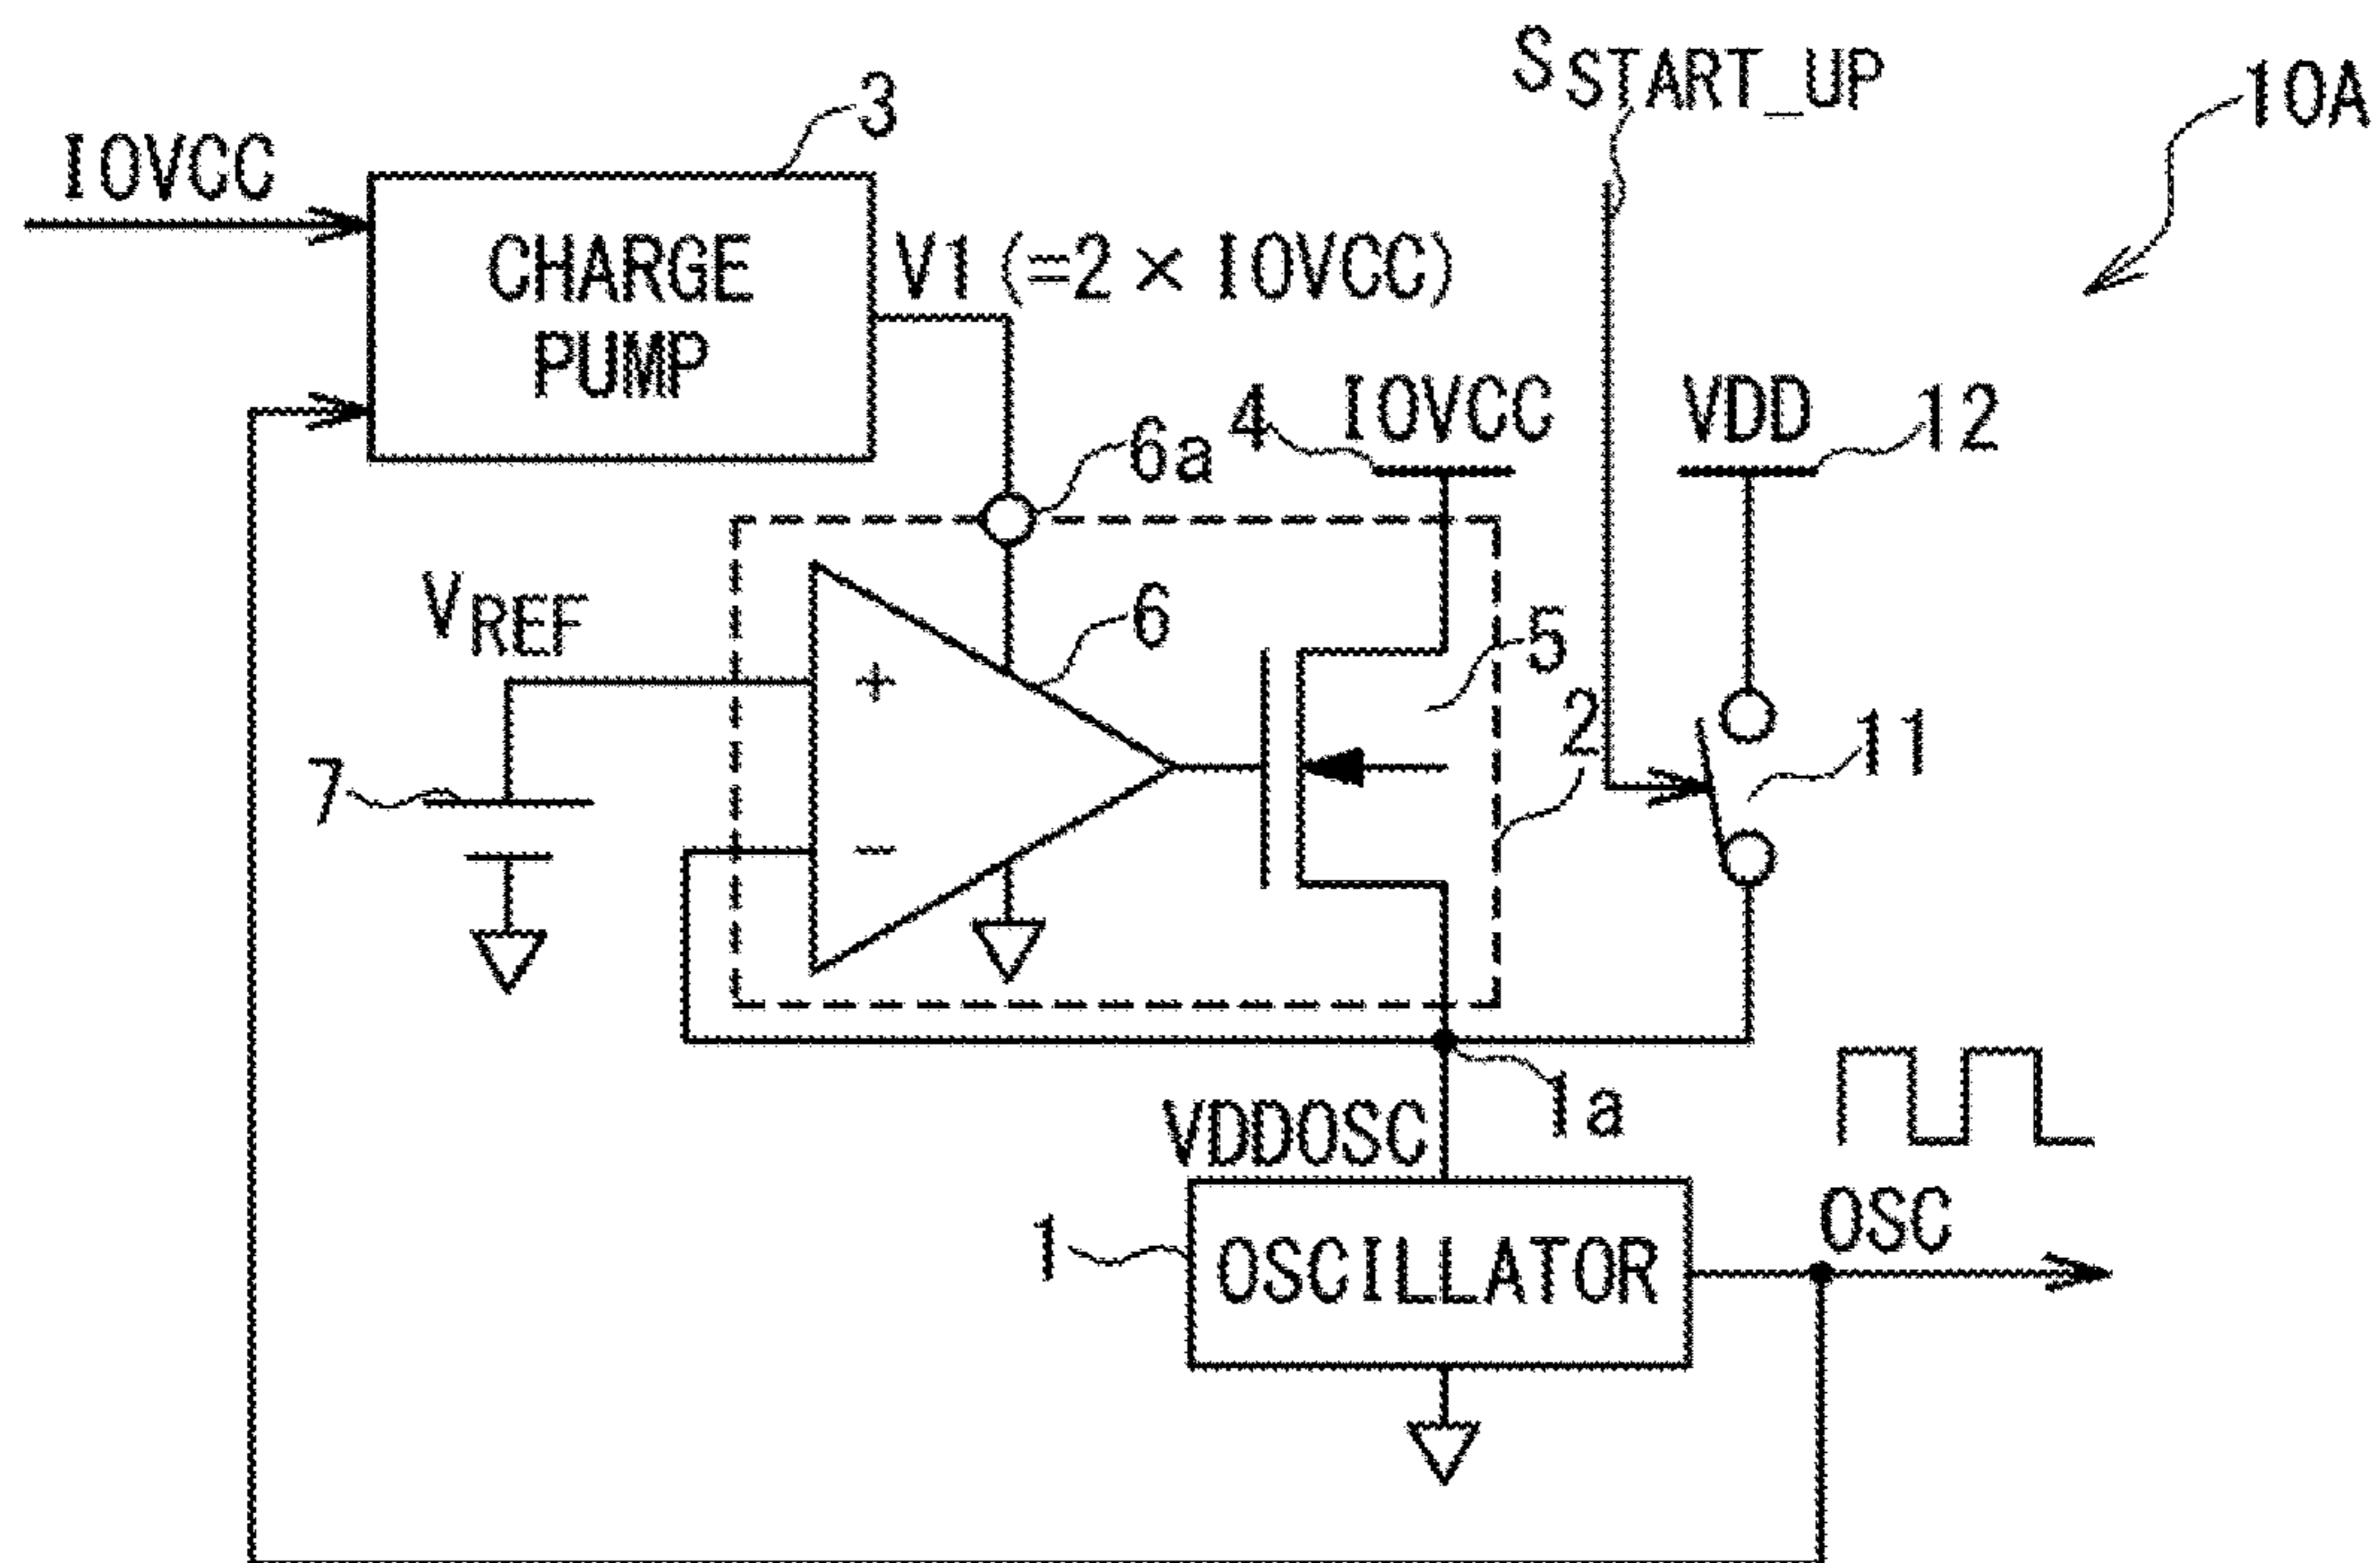 SSTART_UP
10A
3
IOVCC
CHARGE
PUMP
V1 (=2 × IOVCC)
4
IOVCC
VDD
12
6a
VREF
6
+
5
2
7
11
−
1a
VDDOSC
1
OSCILLATOR
OSC